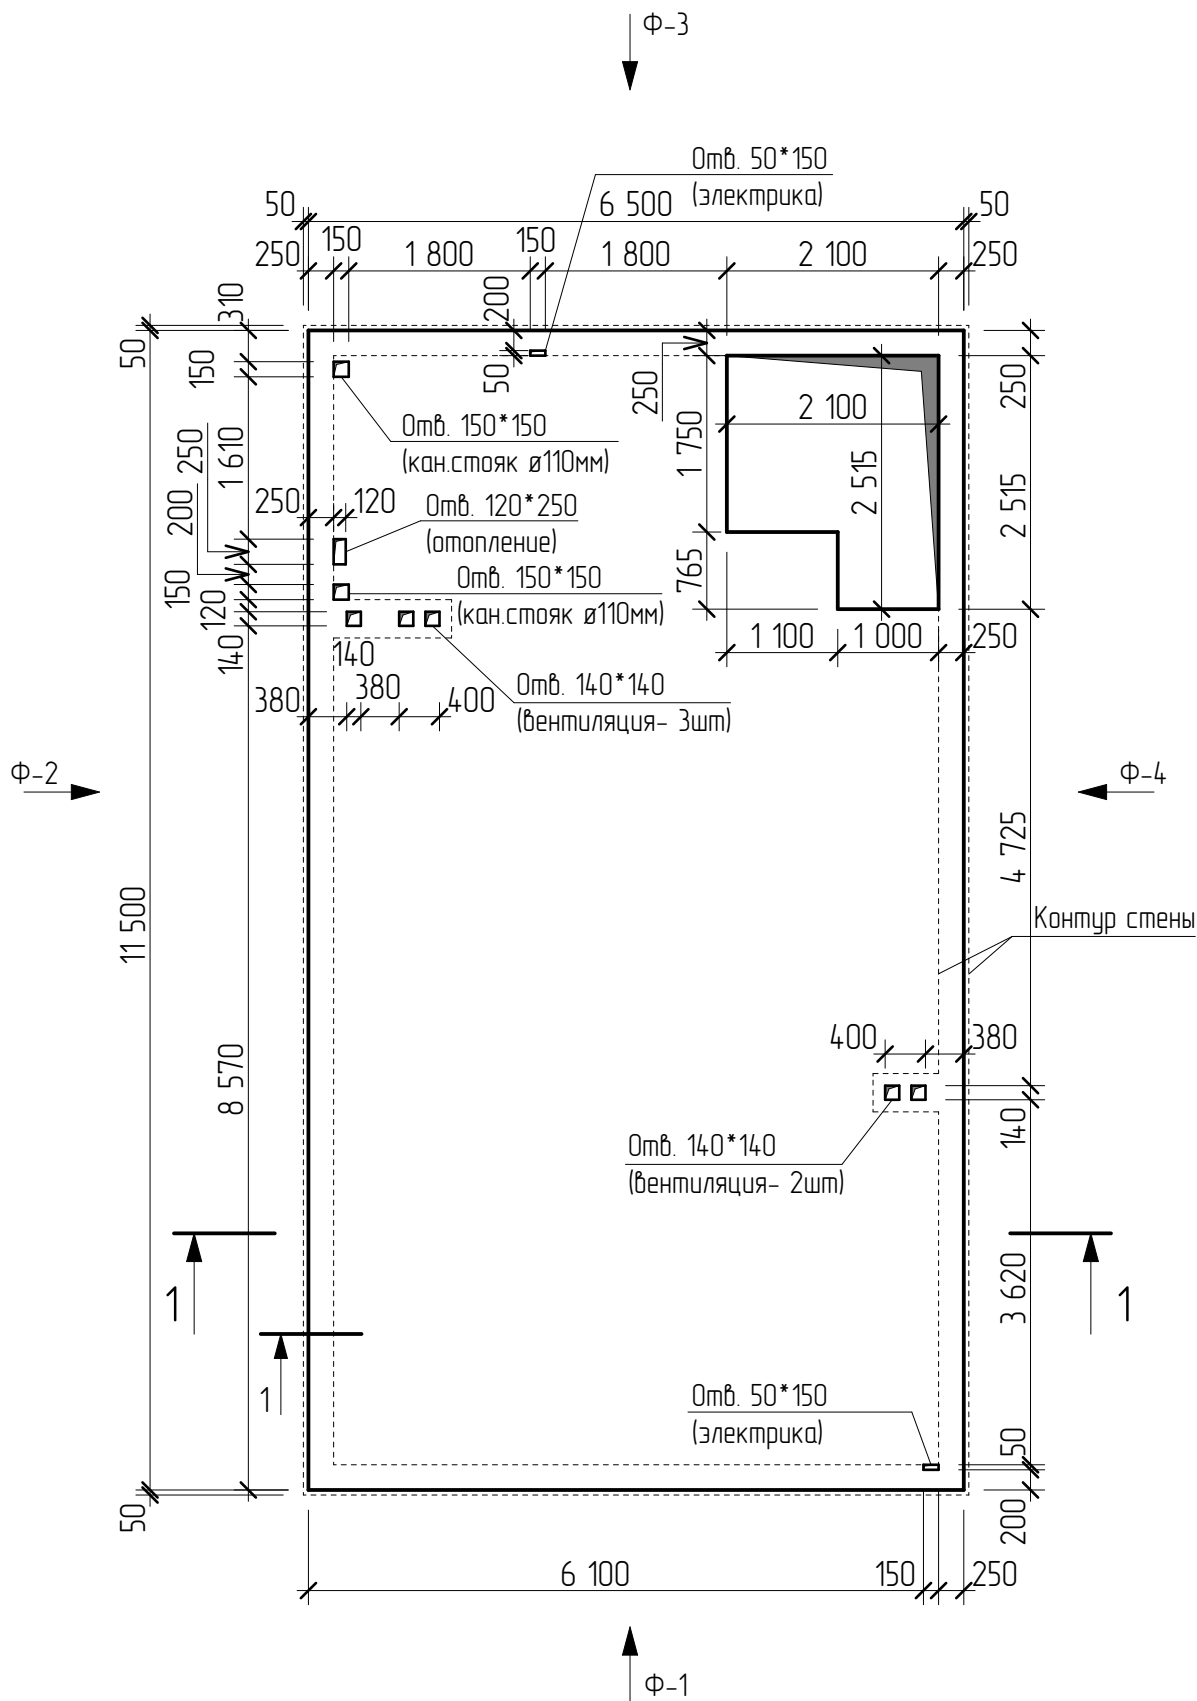 Ф-3
Отв. 50*150
(электрика)
50
6 500
50
250
150
1 800
150
1 800
2 100
250
310
200
50
150
50
250
250
2 100
Отв. 150*150
(кан.стояк ø110мм)
1 750
2 515
2 515
1 610
250
200
250
120
Отв. 120*250
(отопление)
765
150
120
Отв. 150*150
(кан.стояк ø110мм)
140
140
1 100
1 000
250
380
380
400
Отв. 140*140
(вентиляция- 3шт)
Ф-2
Ф-4
4 725
11 500
Контур стены
8 570
400
380
140
Отв. 140*140
(вентиляция- 2шт)
1
1
3 620
1
Отв. 50*150
(электрика)
50
50
200
6 100
150
250
Ф-1